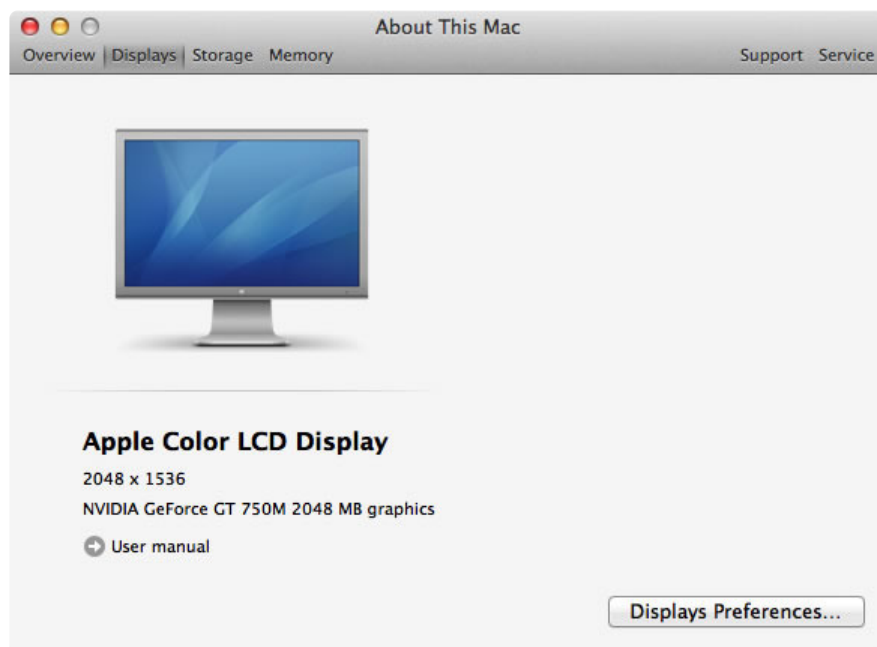 About This Mac
Overview Displays Storage Memory Support Service
Apple Color LCD Display
2048 x 1536
NVIDIA GeForce GT 750M 2048 MB graphics
User manual
Displays Preferences...